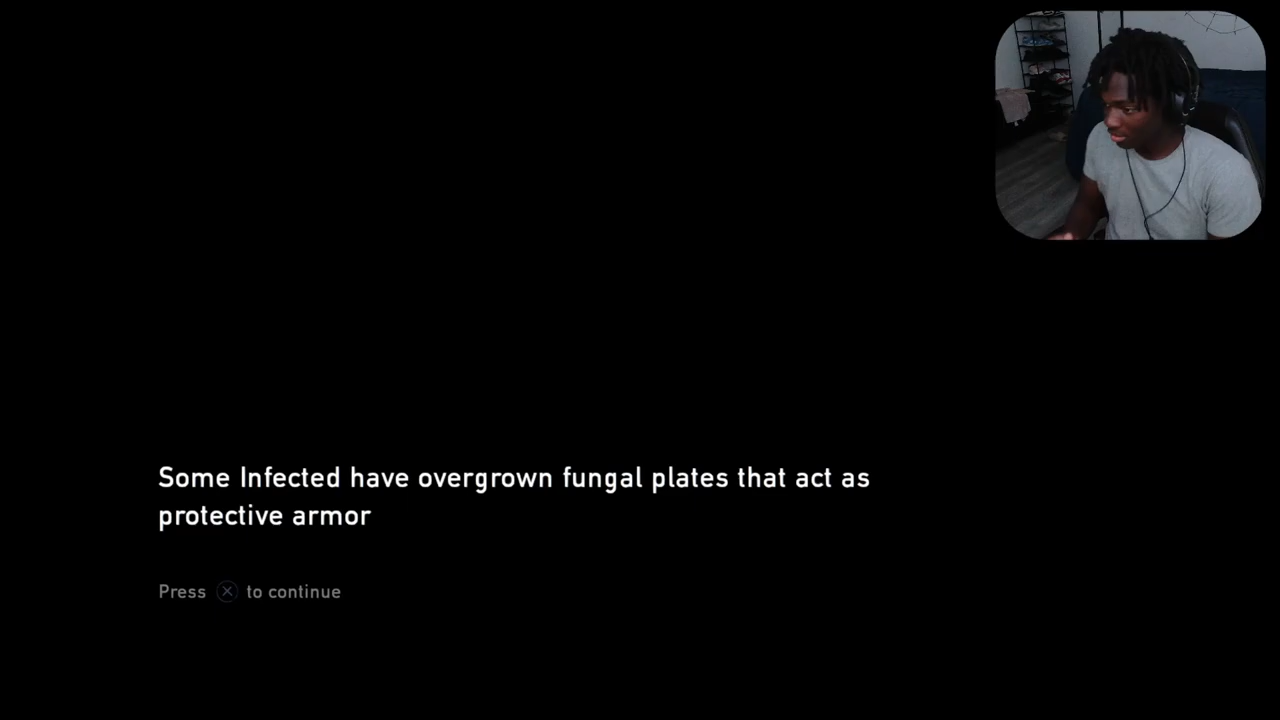 Some Infected have overgrown fungal plates that act as
protective armor
Press ⓧ to continue